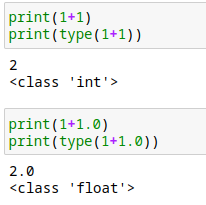 print(1+1)
print(type(1+1))
2
<class 'int'>
print(1+1.0)
print(type(1+1.0))
2.0
<class 'float'>